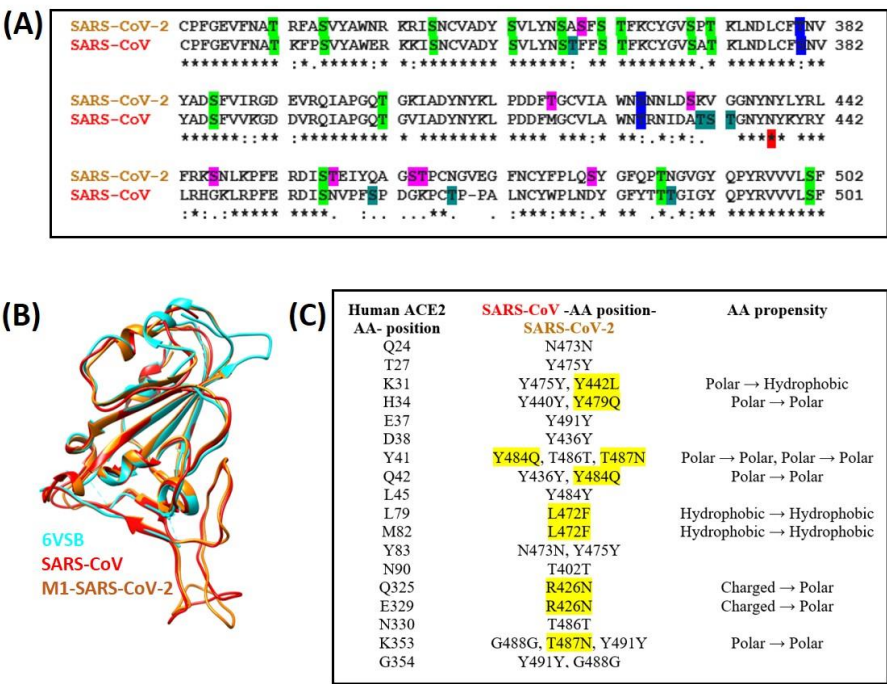 (A)
SARS-CoV-2 CPFGEVFNAT RFASVYAWNR KRISNCVADY SVLYNSASFS TFKCYGVSPT KLNDLCFTNV 382
SARS-CoV CPFGEVFNAT KFPSVYAWER KKISNCVADY SVLYNSTFFS TFKCYGVSAT KLNDLCFSNV 382
SARS-CoV-2 YADSFVIRGD EVRQIAPGQT GKIADYNYKL PDDFTGCVIA WNSNNLDSKV GGNYNYLYRL 442
SARS-CoV YADSFVVKGD DVRQIAPGQT GVIADYNYKL PDDFMGCVLA WNTRNIDATS TGNYNYKYRY 442
SARS-CoV-2 FRKSNLKPFE RDISTEIYQA GSTPCNGVEG FNCYFPLQSY GFQPTNGVGY QPYRVVVLSF 502
SARS-CoV LRHGKLRPFE RDISNVPFSP DGKPCTP-PA LNCYWPLNDY GFYTTTGIGY QPYRVVVLSF 501
(B)
6VSB
SARS-CoV
M1-SARS-CoV-2
(C)
Human ACE2 SARS-CoV -AA position- AA propensity
AA- position SARS-CoV-2
Q24 N473N
T27 Y475Y
K31 Y475Y, Y442L Polar → Hydrophobic
H34 Y440Y, Y479Q Polar → Polar
E37 Y491Y
D38 Y436Y
Y41 Y484Q, T486T, T487N Polar → Polar, Polar → Polar
Q42 Y436Y, Y484Q Polar → Polar
L45 Y484Y
L79 L472F Hydrophobic → Hydrophobic
M82 L472F Hydrophobic → Hydrophobic
Y83 N473N, Y475Y
N90 T402T
Q325 R426N Charged → Polar
E329 R426N Charged → Polar
N330 T486T
K353 G488G, T487N, Y491Y Polar → Polar
G354 Y491Y, G488G